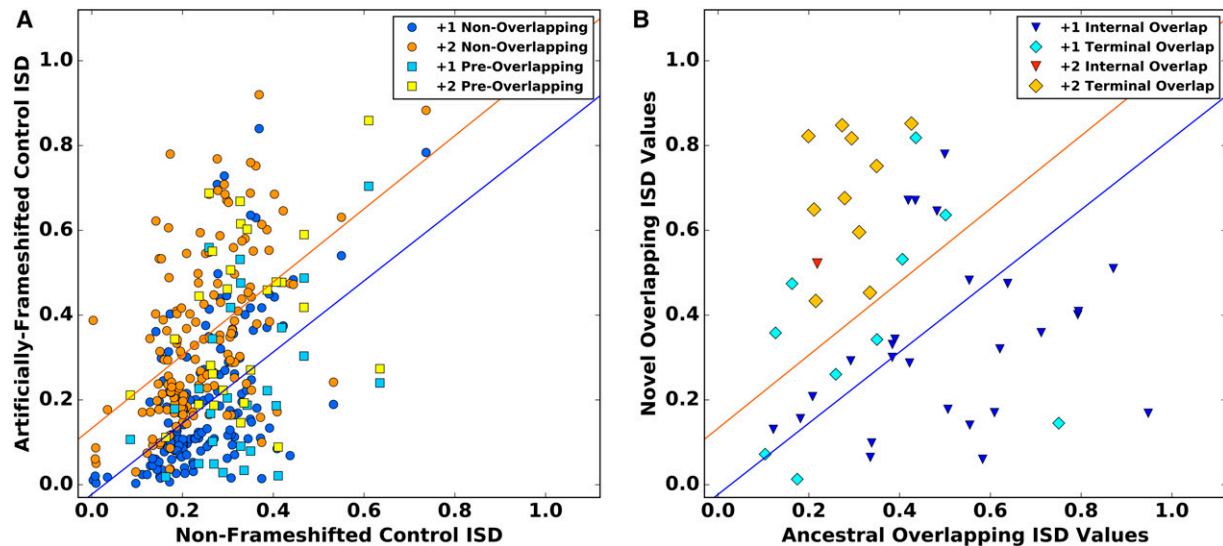 A
+1 Non-Overlapping
+2 Non-Overlapping
+1 Pre-Overlapping
+2 Pre-Overlapping
1.0
0.8
0.6
0.4
0.2
0.0
0.0 0.2 0.4 0.6 0.8 1.0
Artificially-Frameshifted Control ISD
Non-Frameshifted Control ISD
B
+1 Internal Overlap
+1 Terminal Overlap
+2 Internal Overlap
+2 Terminal Overlap
1.0
0.8
0.6
0.4
0.2
0.0
0.0 0.2 0.4 0.6 0.8 1.0
Novel Overlapping ISD Values
Ancestral Overlapping ISD Values